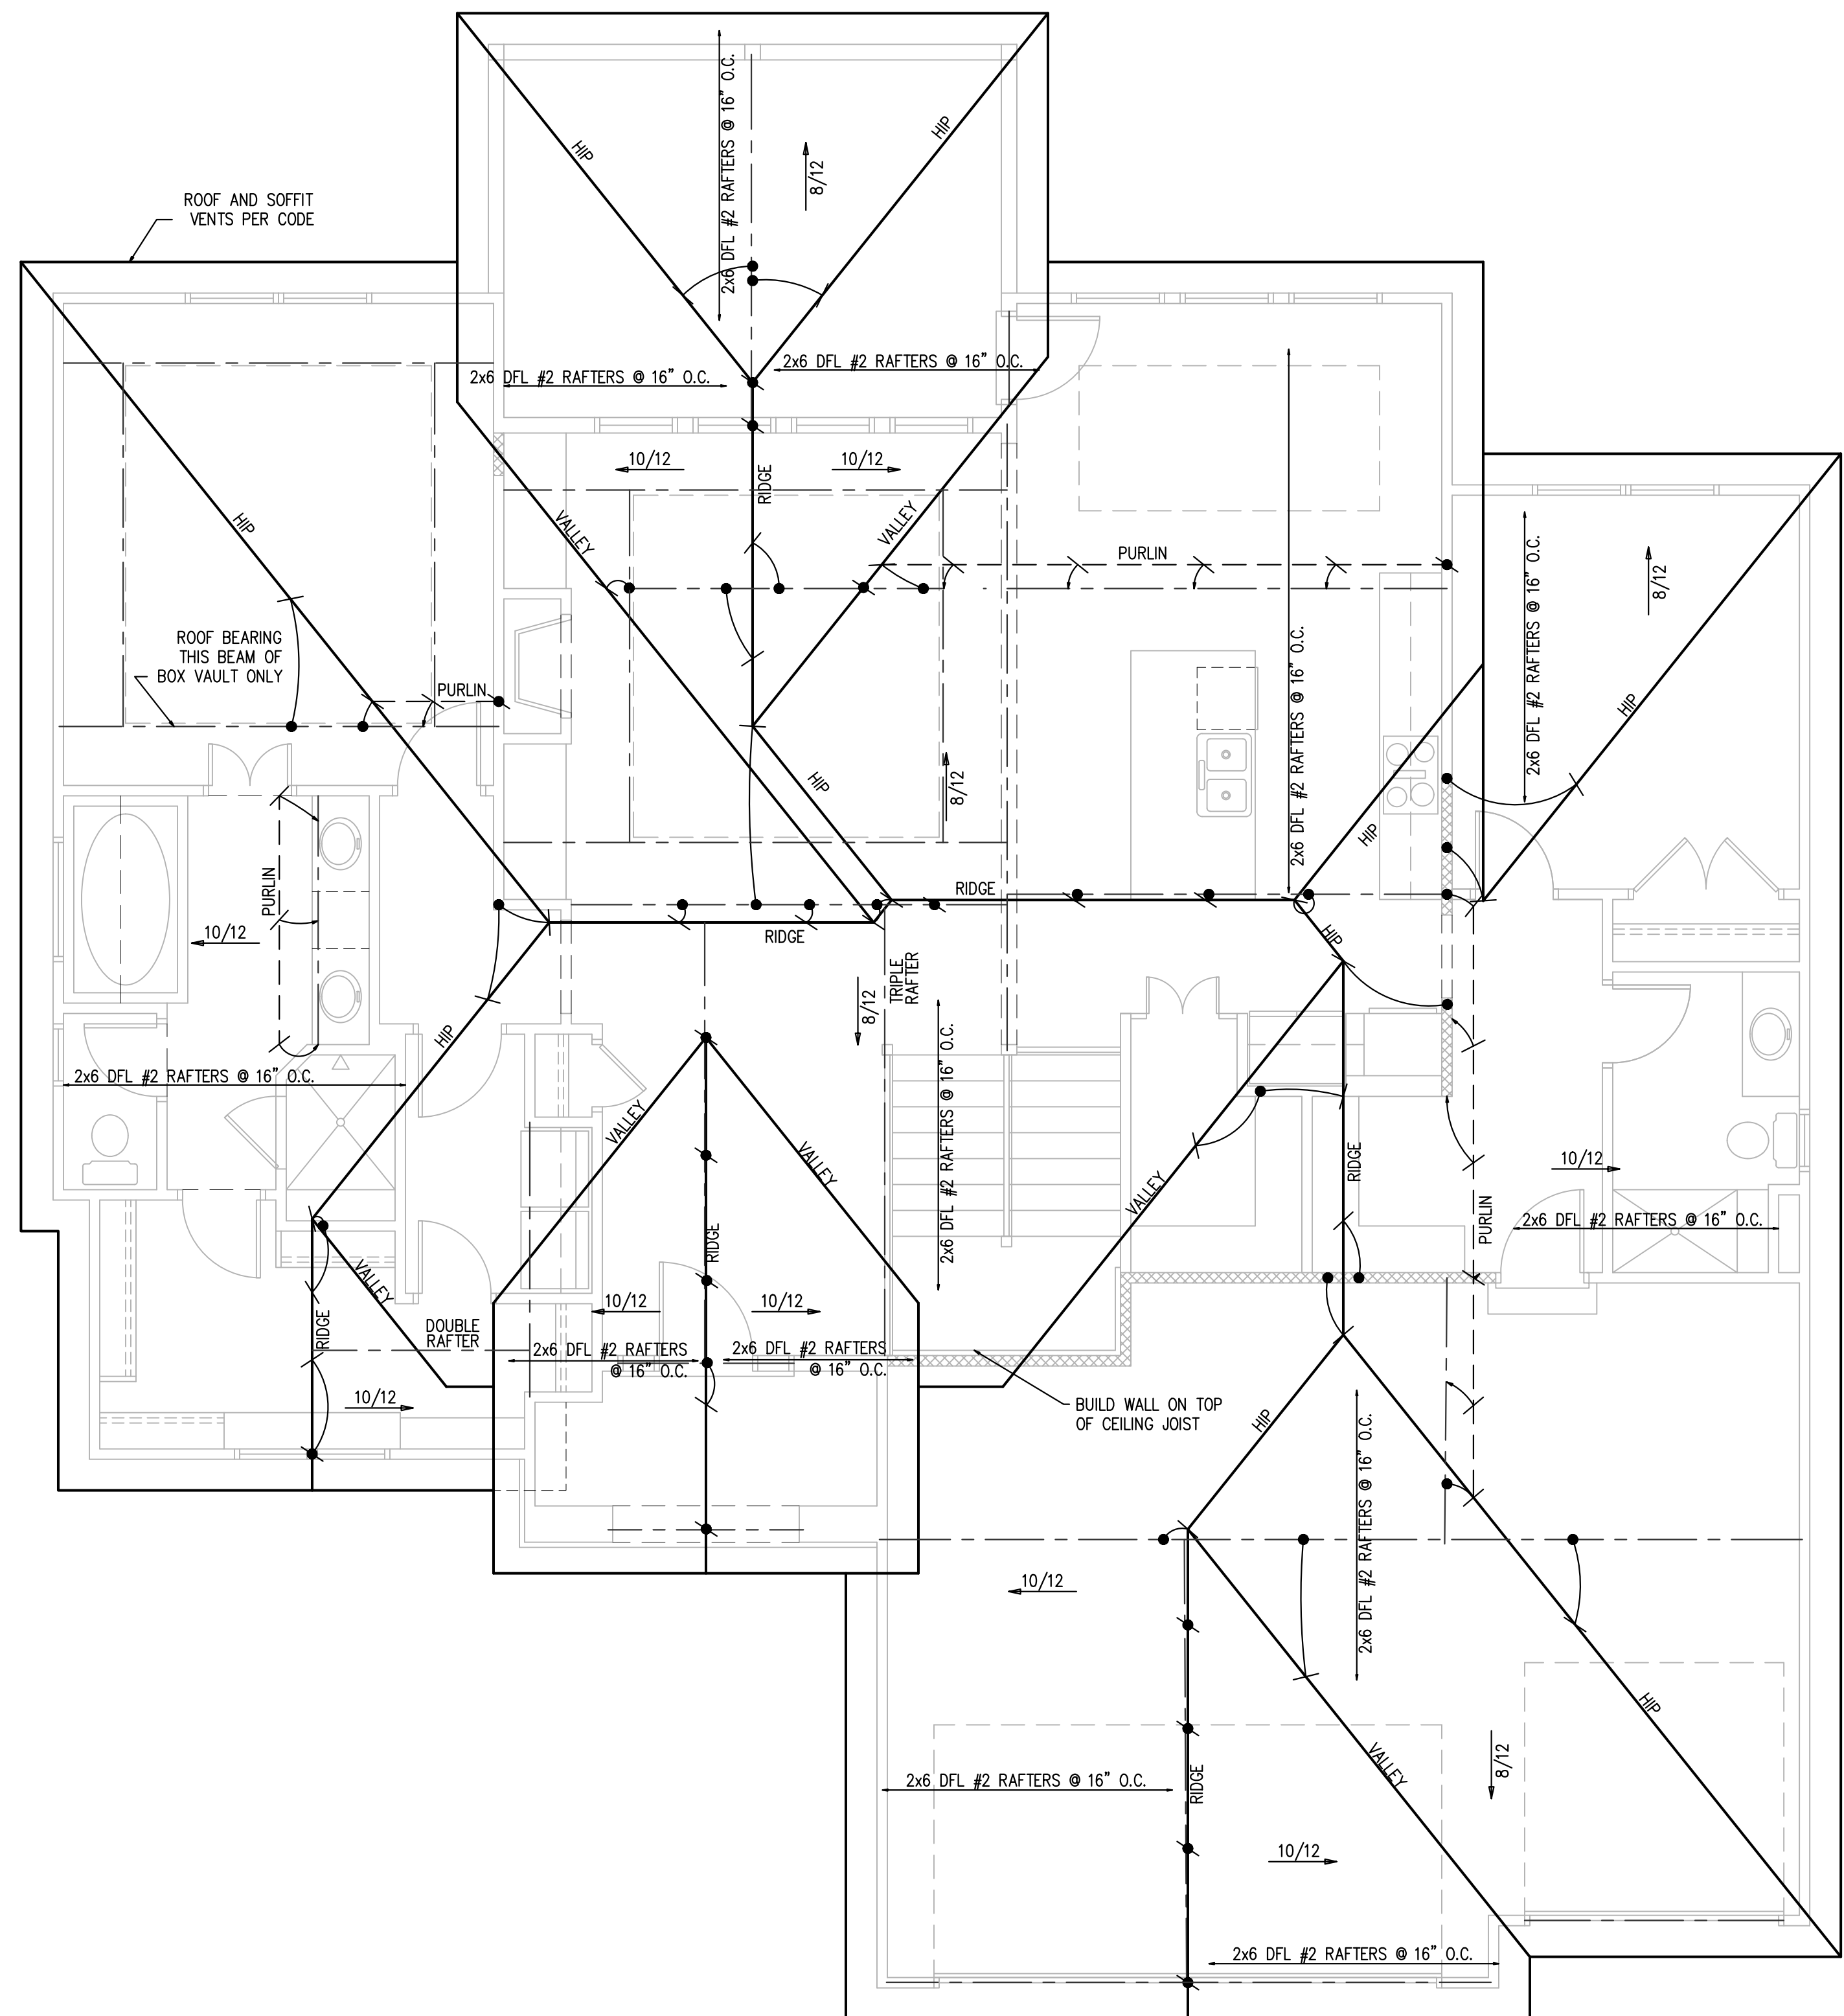 2x6 DFL #2 RAFTERS @ 16" O.C.
HIP
HIP
8/12
ROOF AND SOFFIT
VENTS PER CODE
2x6 DFL #2 RAFTERS @ 16" O.C.
2x6 DFL #2 RAFTERS @ 16" O.C.
10/12
10/12
RIDGE
HIP
VALLEY
VALLEY
PURLIN
2x6 DFL #2 RAFTERS @ 16" O.C.
2x6 DFL #2 RAFTERS @ 16" O.C.
8/12
ROOF BEARING
THIS BEAM OF
BOX VAULT ONLY
PURLIN
HIP
HIP
8/12
HIP
PURLIN
RIDGE
10/12
RIDGE
HIP
TRIPLE
RAFTER
8/12
HIP
2x6 DFL #2 RAFTERS @ 16" O.C.
2x6 DFL #2 RAFTERS @ 16" O.C.
VALLEY
VALLEY
VALLEY
RIDGE
10/12
PURLIN
2x6 DFL #2 RAFTERS @ 16" O.C.
RIDGE
VALLEY
10/12
10/12
RIDGE
DOUBLE
RAFTER
2x6 DFL #2 RAFTERS
@ 16" O.C.
2x6 DFL #2 RAFTERS
@ 16" O.C.
10/12
BUILD WALL ON TOP
OF CEILING JOIST
HIP
2x6 DFL #2 RAFTERS @ 16" O.C.
10/12
HIP
VALLEY
8/12
2x6 DFL #2 RAFTERS @ 16" O.C.
RIDGE
10/12
2x6 DFL #2 RAFTERS @ 16" O.C.